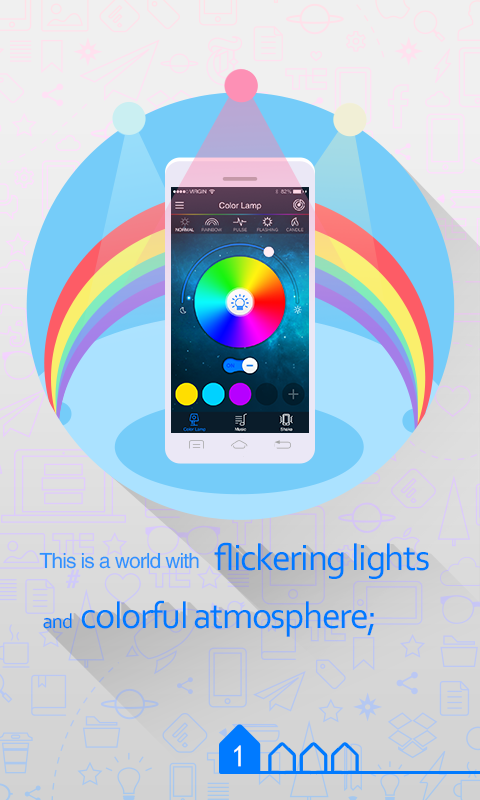 VIRGIN 82%
Color Lamp
NORMAL RAINBOW PULSE FLASHING CANDLE
ON
Color Lamp Music Shake
This is a world with flickering lights
and colorful atmosphere;
1